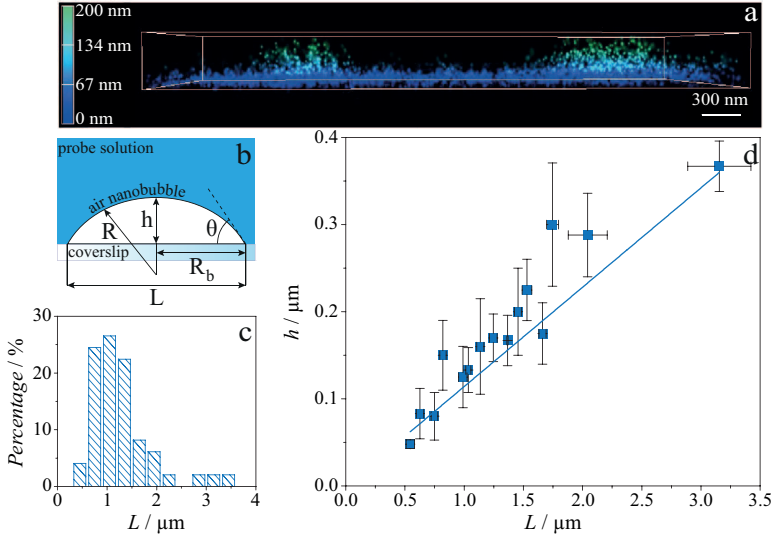 200 nm
134 nm
67 nm
0 nm
a
300 nm
probe solution
b
air nanobubble
R
h
θ
coverslip
R_b
L
c
Percentage / %
30
20
10
0
0 1 2 3 4
L / µm
d
h / µm
0.4
0.3
0.2
0.1
0.0
0.0 0.5 1.0 1.5 2.0 2.5 3.0 3.5
L / µm